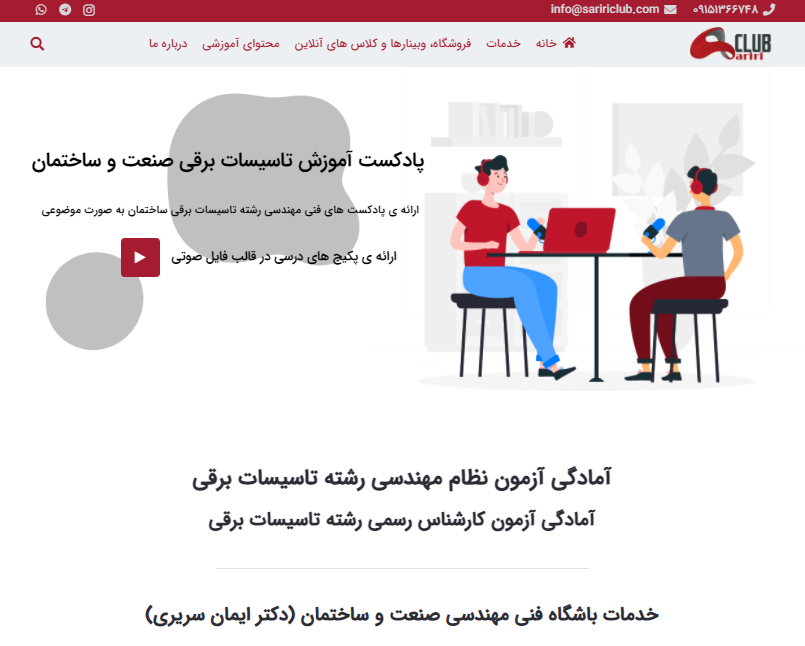 ۰۹۱۵۱۳۶۶۷۴۸ info@saririclub.com
CLUB
ariri
خانه خدمات فروشگاه، وبینارها و کلاس های آنلاین محتوای آموزشی درباره ما
پادکست آموزش تاسیسات برقی صنعت و ساختمان
ارائه ی پادکست های فنی مهندسی رشته تاسیسات برقی ساختمان به صورت موضوعی
ارائه ی پکیج های درسی در قالب فایل صوتی
آمادگی آزمون نظام مهندسی رشته تاسیسات برقی
آمادگی آزمون کارشناس رسمی رشته تاسیسات برقی
خدمات باشگاه فنی مهندسی صنعت و ساختمان (دکتر ایمان سریری)